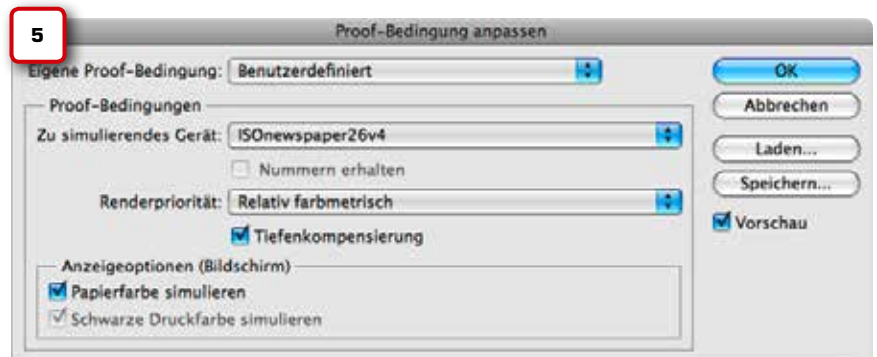 5
Proof-Bedingung anpassen
Eigene Proof-Bedingung: Benutzerdefiniert
OK
Proof-Bedingungen
Abbrechen
Zu simulierendes Gerät: ISOnewspaper26v4
Laden...
Nummern erhalten
Speichern...
Renderpriorität: Relativ farbmetrisch
Vorschau
Tiefenkompensierung
Anzeigeoptionen (Bildschirm)
Papierfarbe simulieren
Schwarze Druckfarbe simulieren